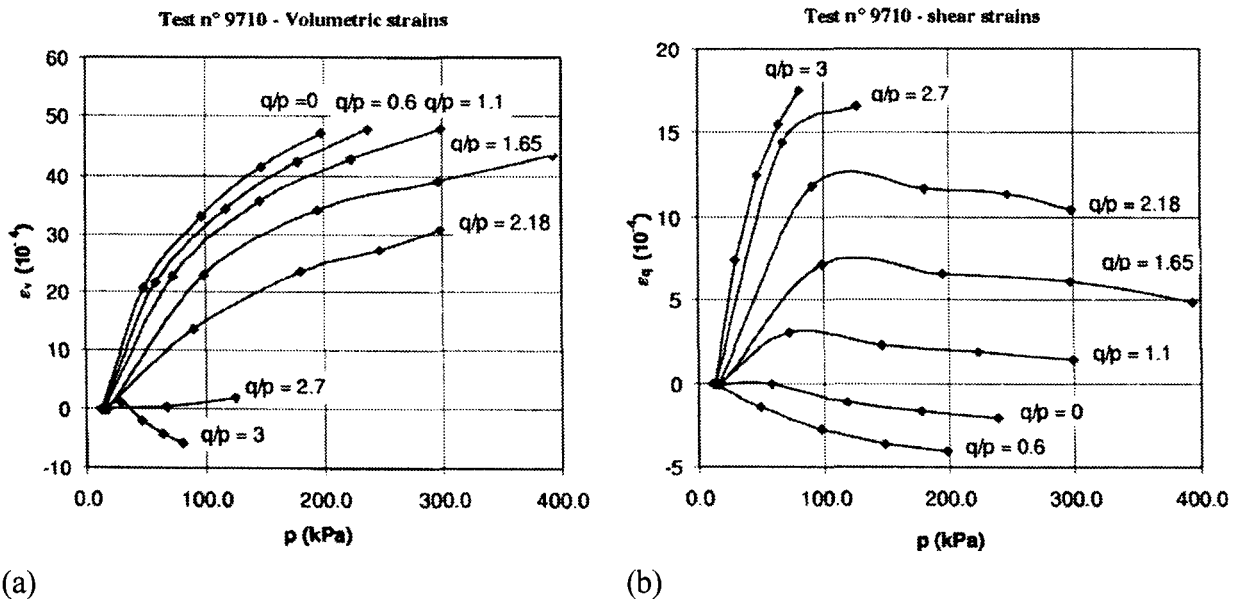 Test n° 9710 - Volumetric strains
60
50
40
30
20
10
0
-10
εv (10⁻⁴)
q/p =0 q/p = 0.6 q/p = 1.1
q/p = 1.65
q/p = 2.18
q/p = 2.7
q/p = 3
0.0 100.0 200.0 300.0 400.0
p (kPa)
(a)
Test n° 9710 - shear strains
20
15
10
5
0
-5
εq (10⁻⁴)
q/p = 3
q/p = 2.7
q/p = 2.18
q/p = 1.65
q/p = 1.1
q/p = 0
q/p = 0.6
0.0 100.0 200.0 300.0 400.0
p (kPa)
(b)